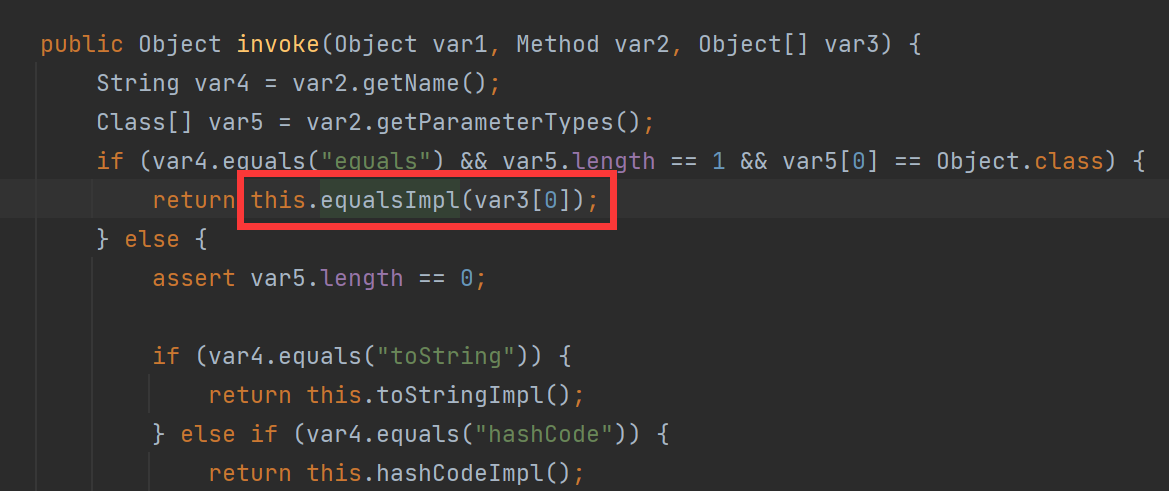 public Object invoke(Object var1, Method var2, Object[] var3) {
String var4 = var2.getName();
Class[] var5 = var2.getParameterTypes();
if (var4.equals("equals") && var5.length == 1 && var5[0] == Object.class) {
return this.equalsImpl(var3[0]);
} else {
assert var5.length == 0;
if (var4.equals("toString")) {
return this.toStringImpl();
} else if (var4.equals("hashCode")) {
return this.hashCodeImpl();